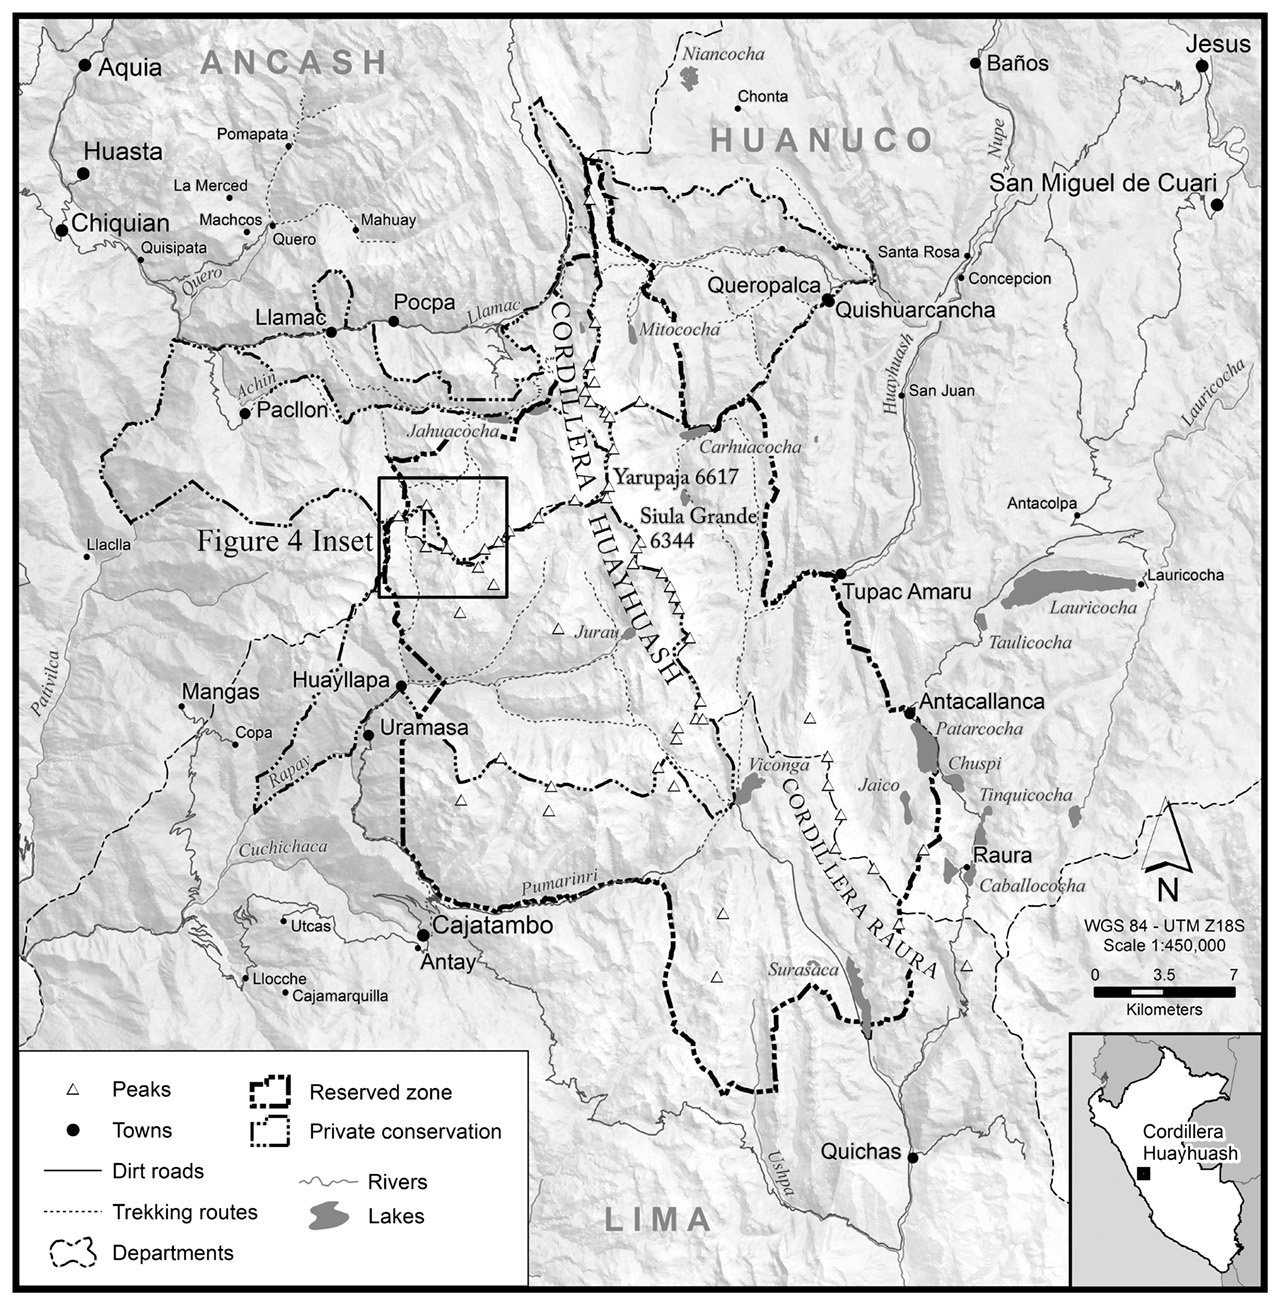 ANCASH
Niancocha
Jesus
Aquia
Baños
Chonta
Pomapata
HUANUCO
Nupe
Huasta
La Merced
San Miguel de Cuari
Machcos
Mahuay
Chiquian
Quero
Quisipata
Santa Rosa
Quero
Concepcion
Queropalca
Pocpa
Llamac
Llamac
Quishuarcancha
Mitococha
CORDILLERA HUAYHUASH
Huayhuash
Lauricocha
Achin
San Juan
Pacllon
Jahuacocha
Carhuacocha
Yarupaja 6617
Antacolpa
Siula Grande
6344
Figure 4 Inset
Llaclla
Lauricocha
Tupac Amaru
Lauricocha
Jurau
Taulicocha
Pativilca
Huayllapa
Mangas
Antacallanca
Uramasa
Patarcocha
Copa
Rapay
Viconga
Chuspi
Jaico
Tinquicocha
CORDILLERA RAURA
Cuchichaca
Raura
Pumarinri
Caballococha
N
Utcas
Cajatambo
WGS 84 - UTM Z18S
Scale 1:450,000
Antay
Surasaca
0 3.5 7
Kilometers
Llocche
Cajamarquilla
Peaks
Towns
Dirt roads
Trekking routes
Departments
Reserved zone
Private conservation
Rivers
Lakes
Quichas
Ushpa
LIMA
Cordillera
Huayhuash